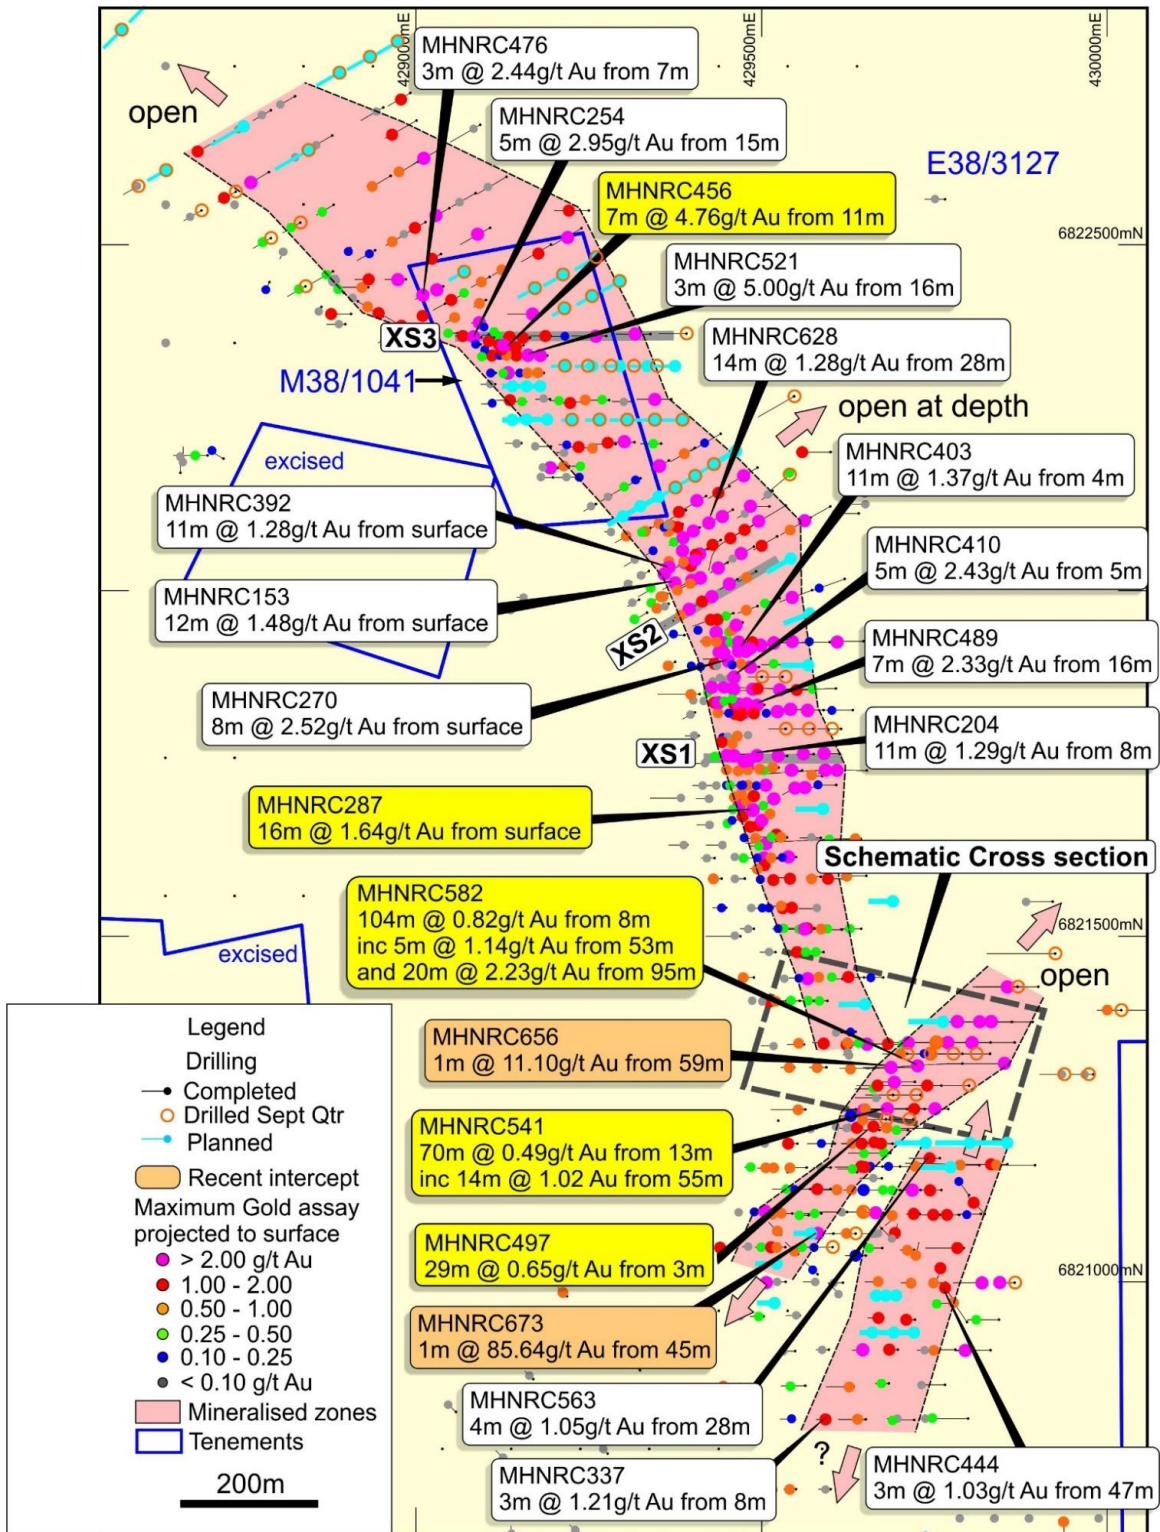 429000mE
429500mE
430000mE
MHNRC476
3m @ 2.44g/t Au from 7m
open
MHNRC254
5m @ 2.95g/t Au from 15m
E38/3127
MHNRC456
7m @ 4.76g/t Au from 11m
6822500mN
MHNRC521
3m @ 5.00g/t Au from 16m
XS3
MHNRC628
14m @ 1.28g/t Au from 28m
M38/1041
open at depth
excised
MHNRC403
11m @ 1.37g/t Au from 4m
MHNRC392
11m @ 1.28g/t Au from surface
MHNRC410
5m @ 2.43g/t Au from 5m
MHNRC153
12m @ 1.48g/t Au from surface
XS2
MHNRC489
7m @ 2.33g/t Au from 16m
MHNRC270
8m @ 2.52g/t Au from surface
MHNRC204
11m @ 1.29g/t Au from 8m
XS1
MHNRC287
16m @ 1.64g/t Au from surface
Schematic Cross section
MHNRC582
104m @ 0.82g/t Au from 8m
inc 5m @ 1.14g/t Au from 53m
and 20m @ 2.23g/t Au from 95m
6821500mN
excised
open
MHNRC656
1m @ 11.10g/t Au from 59m
MHNRC541
70m @ 0.49g/t Au from 13m
inc 14m @ 1.02 Au from 55m
MHNRC497
29m @ 0.65g/t Au from 3m
6821000mN
MHNRC673
1m @ 85.64g/t Au from 45m
MHNRC563
4m @ 1.05g/t Au from 28m
?
MHNRC337
3m @ 1.21g/t Au from 8m
MHNRC444
3m @ 1.03g/t Au from 47m
Legend
Drilling
Completed
Drilled Sept Qtr
Planned
Recent intercept
Maximum Gold assay
projected to surface
> 2.00 g/t Au
1.00 - 2.00
0.50 - 1.00
0.25 - 0.50
0.10 - 0.25
< 0.10 g/t Au
Mineralised zones
Tenements
200m